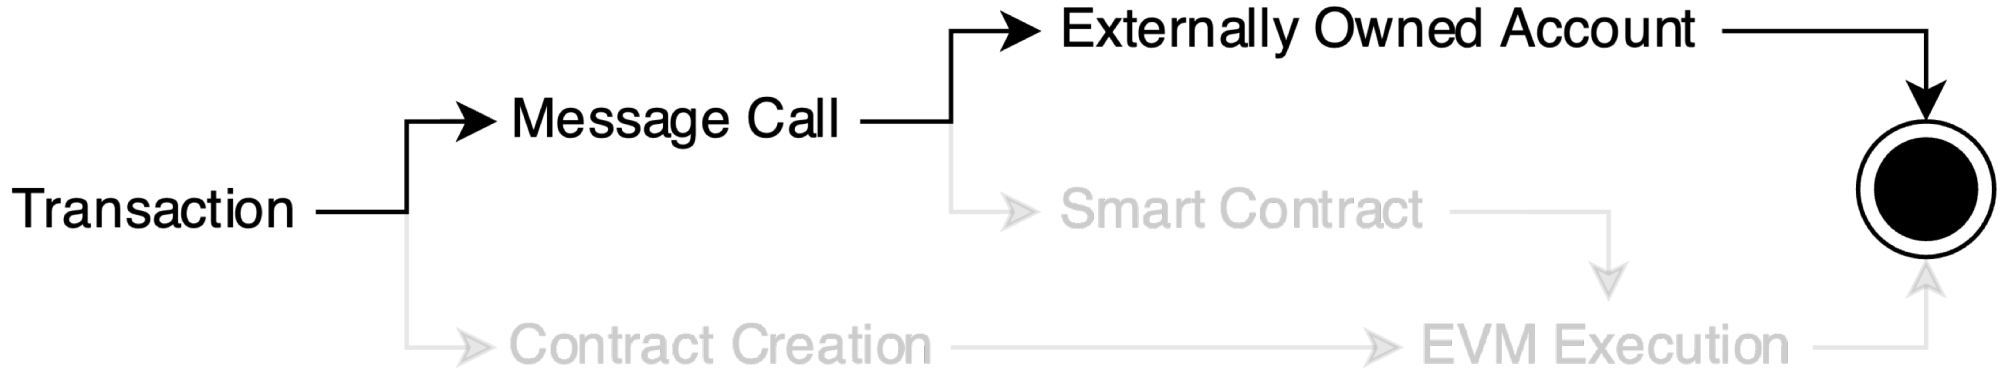 Externally Owned Account
Message Call
Transaction
Smart Contract
Contract Creation
EVM Execution